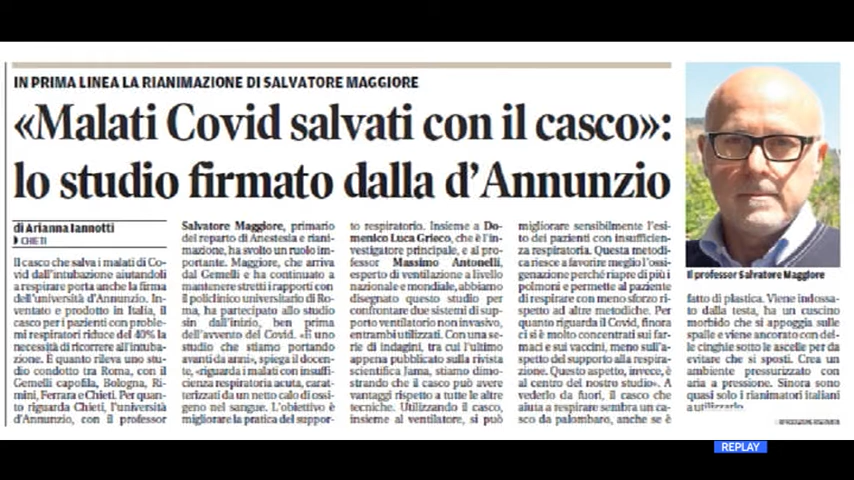 IN PRIMA LINEA LA RIANIMAZIONE DI SALVATORE MAGGIORE
«Malati Covid salvati con il casco»:
lo studio firmato dalla d'Annunzio
di Arianna Iannotti
CHIETI
Il casco che salva i malati di Co-
vid dall'intubazione aiutandoli
a respirare porta anche la firma
dell'università d'Annunzio. In-
ventato e prodotto in Italia, il
casco per i pazienti con proble-
mi respiratori riduce del 40% la
necessità di ricorrere all'intuba-
zione. È quanto rileva uno stu-
dio condotto tra Roma, con il
Gemelli capofila, Bologna, Ri-
mini, Ferrara e Chieti. Per quan-
to riguarda Chieti, l'università
d'Annunzio, con il professor
Salvatore Maggiore, primario
del reparto di Anestesia e riani-
mazione, ha svolto un ruolo im-
portante. Maggiore, che arriva
dal Gemelli e ha continuato a
mantenere stretti i rapporti con
il policlinico universitario di Ro-
ma, ha partecipato allo studio
sin dall'inizio, ben prima
dell'avvento del Covid. «È uno
studio che stiamo portando
avanti da anni», spiega il docen-
te, «riguarda i malati con insuffi-
cienza respiratoria acuta, carat-
terizzati da un netto calo di ossi-
geno nel sangue. L'obiettivo è
migliorare la pratica del suppor-
to respiratorio. Insieme a Do-
menico Luca Grieco, che è l'in-
vestigatore principale, e al pro-
fessor Massimo Antonelli,
esperto di ventilazione a livello
nazionale e mondiale, abbiamo
disegnato questo studio per
confrontare due sistemi di sup-
porto ventilatorio non invasivo,
entrambi utilizzati. Con una se-
rie di indagini, tra cui l'ultimo
appena pubblicato sulla rivista
scientifica Jama, stiamo dimo-
strando che il casco può avere
vantaggi rispetto a tutte le altre
tecniche. Utilizzando il casco,
insieme al ventilatore, si può
migliorare sensibilmente l'esi-
to dei pazienti con insufficien-
za respiratoria. Questa metodi-
ca riesce a favorire meglio l'ossi-
genazione perché riapre di più i
polmoni e permette al paziente
di respirare con meno sforzo ri-
spetto ad altre metodiche. Per
quanto riguarda il Covid, finora
ci si è molto concentrati sui far-
maci e sui vaccini, meno sull'a-
spetto del supporto alla respira-
zione. Questo aspetto, invece, è
al centro del nostro studio». A
vederlo da fuori, il casco che
aiuta a respirare sembra un ca-
sco da palombaro, anche se è
Il professor Salvatore Maggiore
fatto di plastica. Viene indossa-
to dalla testa, ha un cuscino
morbido che si appoggia sulle
spalle e viene ancorato con del-
le cinghie sotto le ascelle per da
evitare che si sposti. Crea un
ambiente pressurizzato con
aria a pressione. Sinora sono
quasi solo i rianimatori italiani
a utilizzarlo.
REPLAY